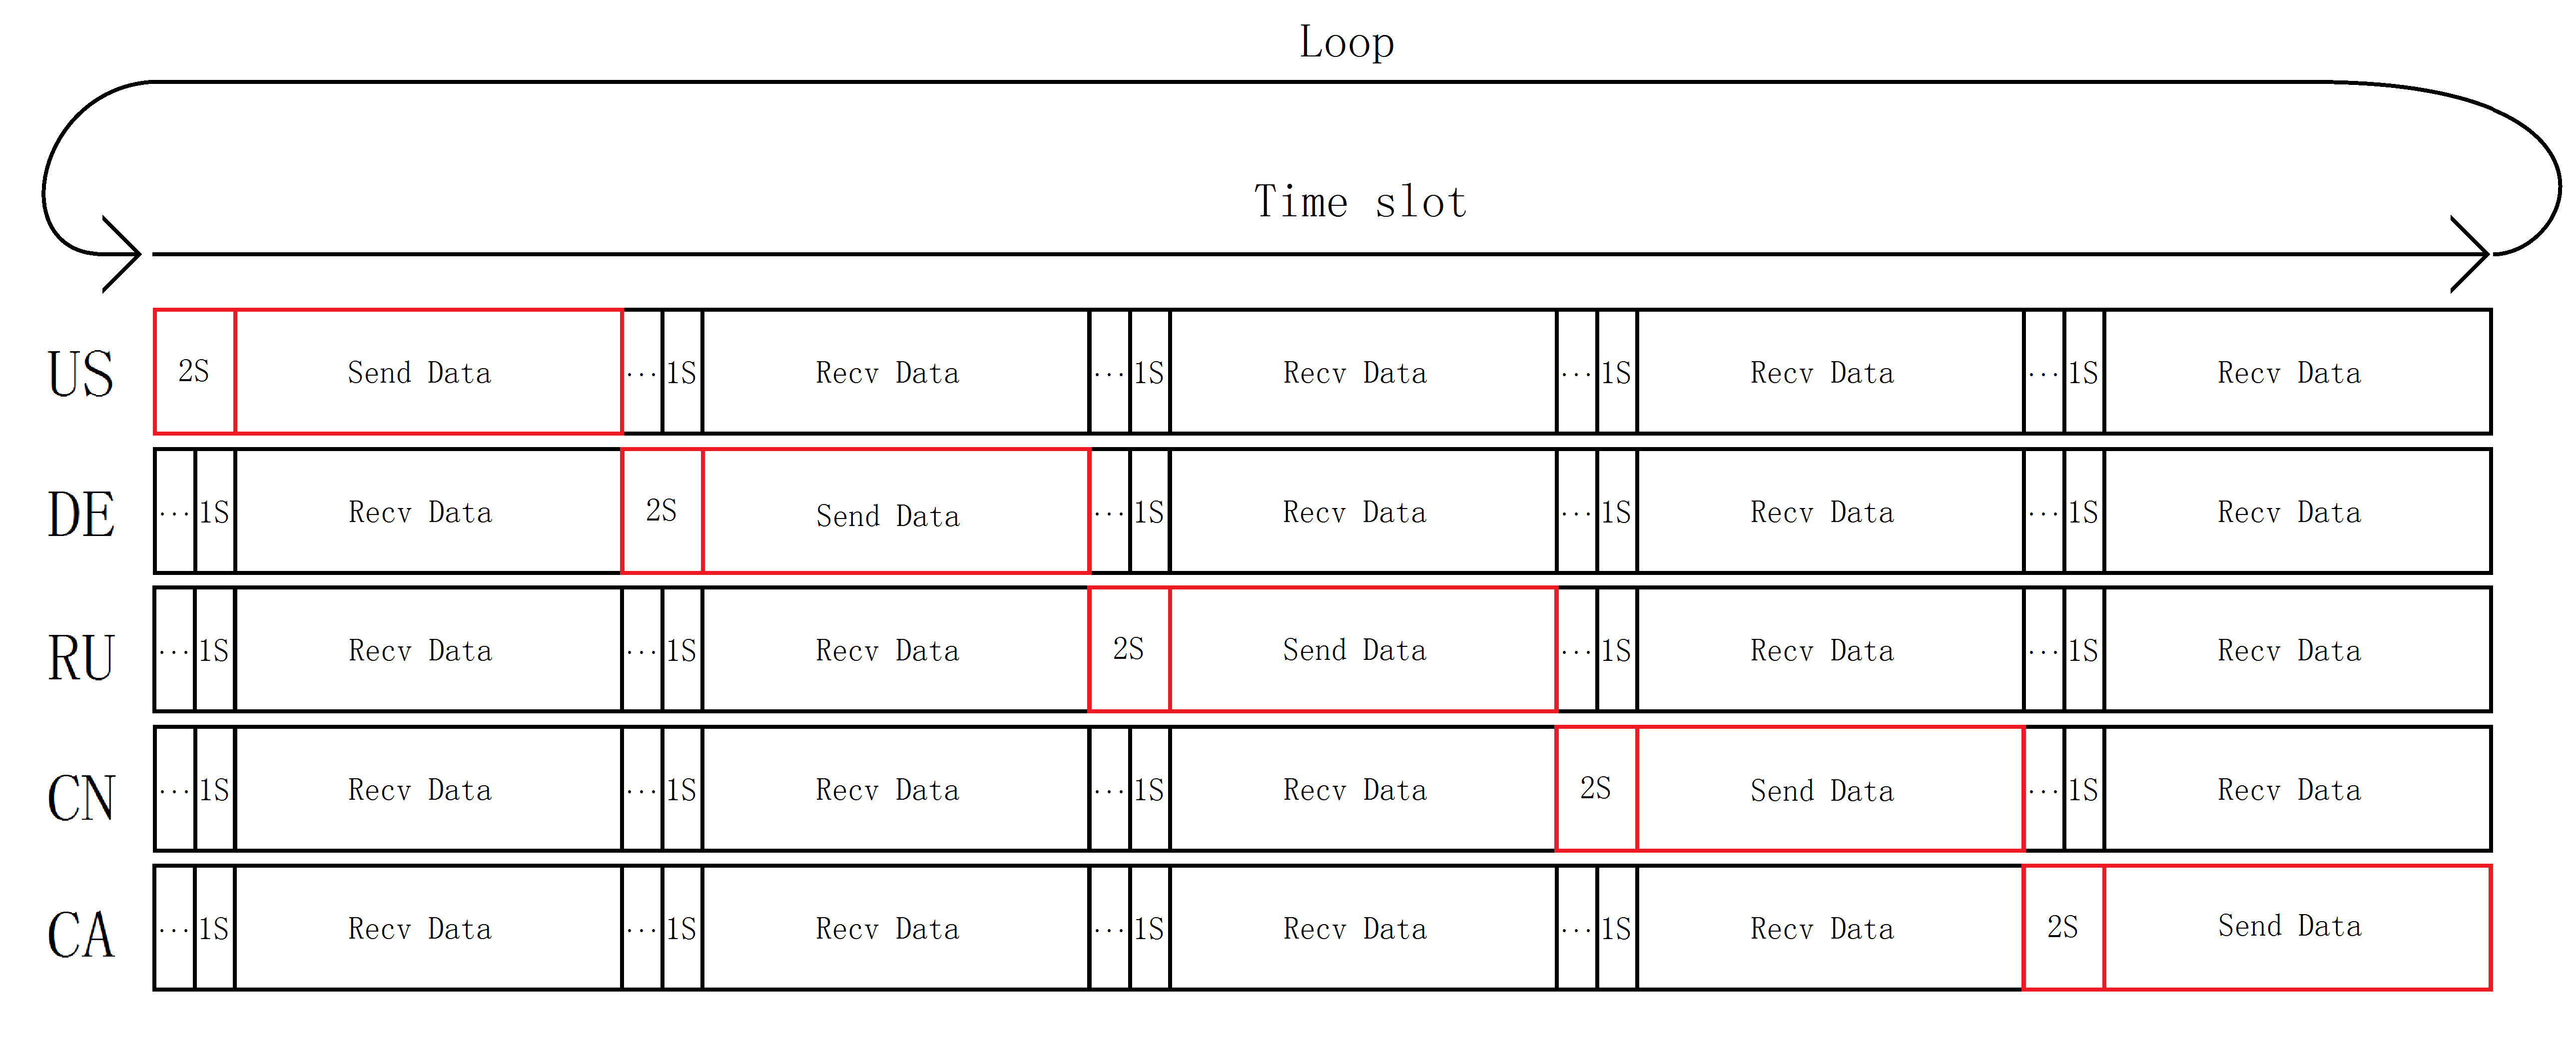 Loop
Time slot
US 2S Send Data ... 1S Recv Data ... 1S Recv Data ... 1S Recv Data ... 1S Recv Data
DE ... 1S Recv Data 2S Send Data ... 1S Recv Data ... 1S Recv Data ... 1S Recv Data
RU ... 1S Recv Data ... 1S Recv Data 2S Send Data ... 1S Recv Data ... 1S Recv Data
CN ... 1S Recv Data ... 1S Recv Data ... 1S Recv Data 2S Send Data ... 1S Recv Data
CA ... 1S Recv Data ... 1S Recv Data ... 1S Recv Data ... 1S Recv Data 2S Send Data